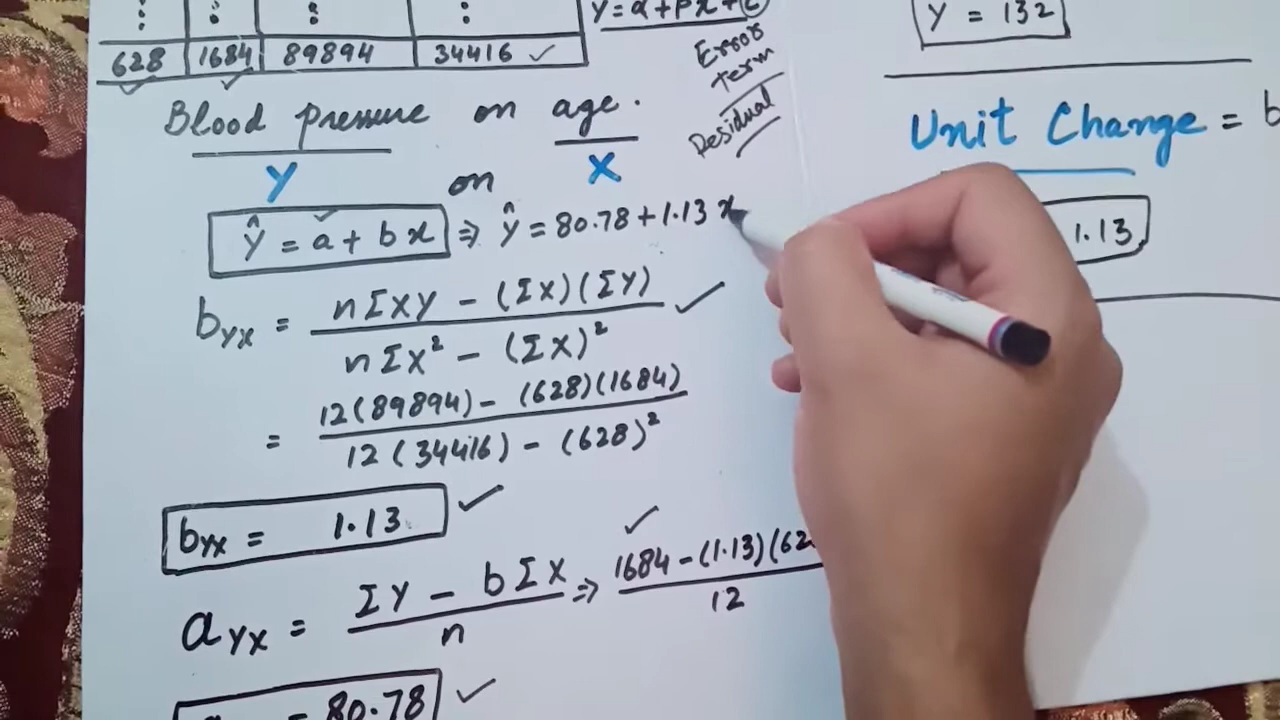 628 1684 89894 34416 ✓
Y = α + βx + e
Error
term
Residual
Blood pressure on age.
Y on X
Ŷ = a + bx ⇒ Ŷ = 80.78 + 1.13 x
bYX = nΣXY − (ΣX)(ΣY) / nΣX² − (ΣX)² ✓
= 12(89894) − (628)(1684) / 12(34416) − (628)²
bYX = 1.13 ✓
aYX = ΣY − bΣX / n ⇒ 1684 − (1.13)(62 / 12 ✓
= 80.78 ✓
Y = 132
Unit Change = b
1.13